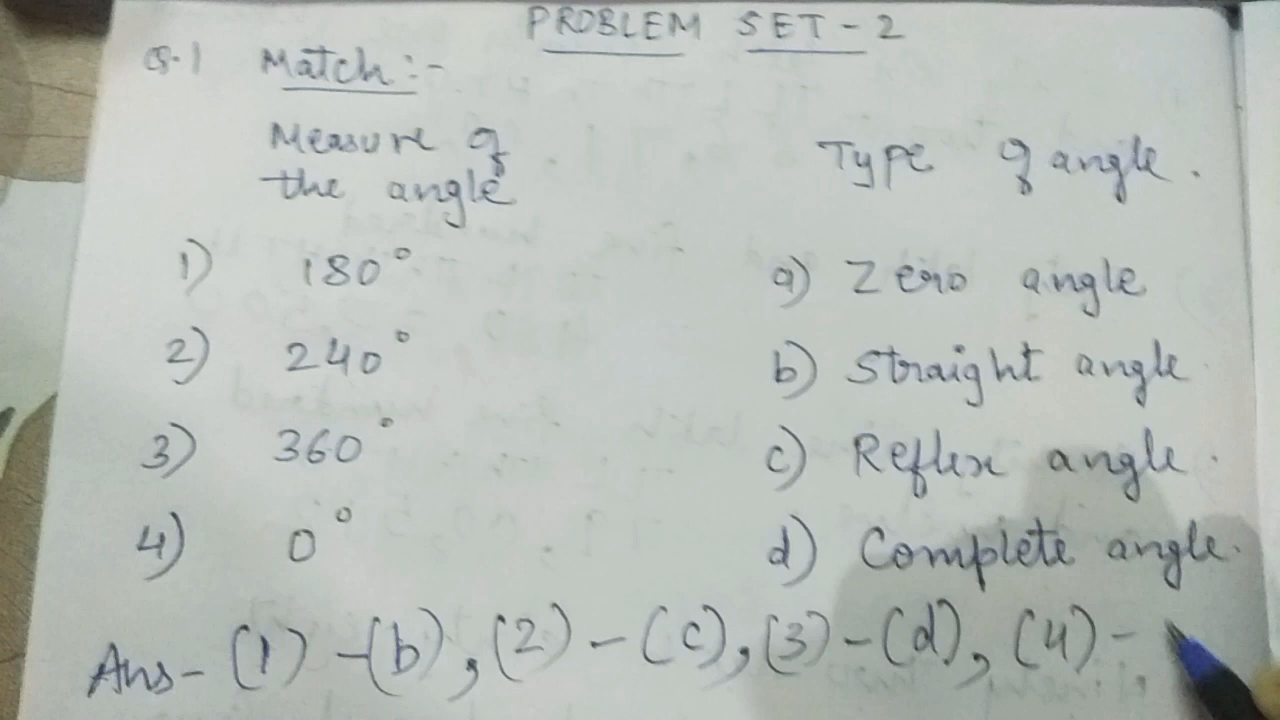 PROBLEM SET-2
Q.1 Match :-
Measure of the angle Type of angle.
1) 180° a) Zero angle
2) 240° b) Straight angle
3) 360° c) Reflex angle.
4) 0° d) Complete angle.
Ans- (1) -(b), (2) - (c), (3) - (d), (4) -